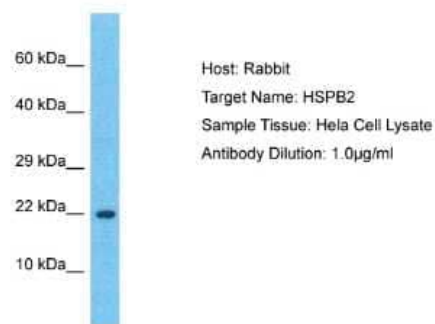 60 kDa
40 kDa
29 kDa
22 kDa
10 kDa
Host: Rabbit
Target Name: HSPB2
Sample Tissue: Hela Cell Lysate
Antibody Dilution: 1.0µg/ml